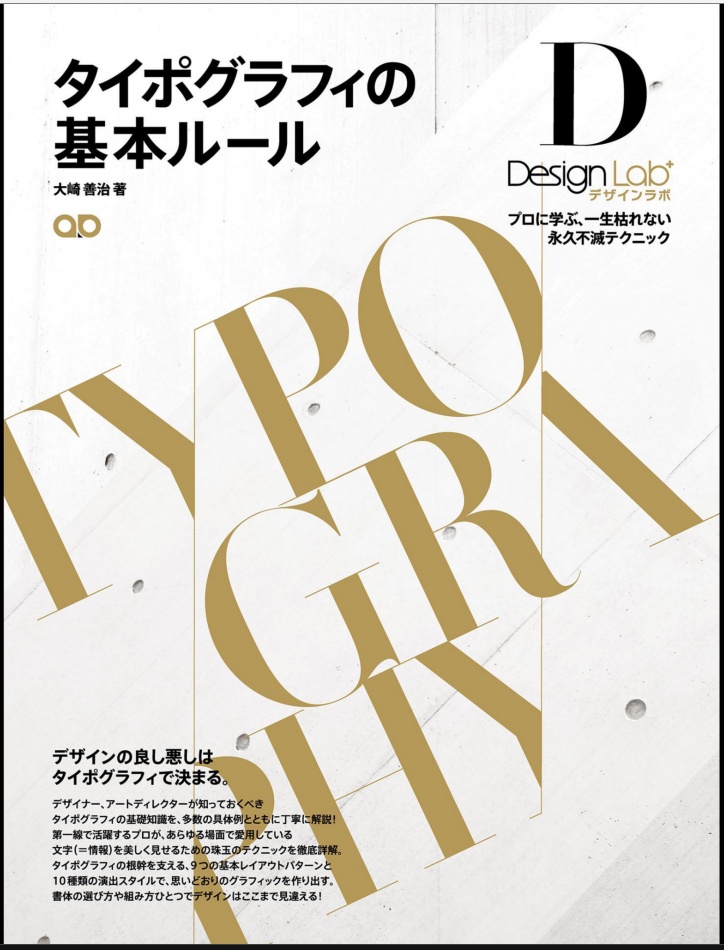 タイポグラフィの
基本ルール
大崎 善治 著
D
Design Lab+
デザインラボ
プロに学ぶ、一生枯れない
永久不滅テクニック
TYPO
GR
PHY
デザインの良し悪しは
タイポグラフィで決まる。
デザイナー、アートディレクターが知っておくべき
タイポグラフィの基礎知識を、多数の具体例とともに丁寧に解説!
第一線で活躍するプロが、あらゆる場面で愛用している
文字(=情報)を美しく見せるための珠玉のテクニックを徹底詳解。
タイポグラフィの根幹を支える、9つの基本レイアウトパターンと
10種類の演出スタイルで、思いどおりのグラフィックを作り出す。
書体の選び方や組み方ひとつでデザインはここまで見違える!